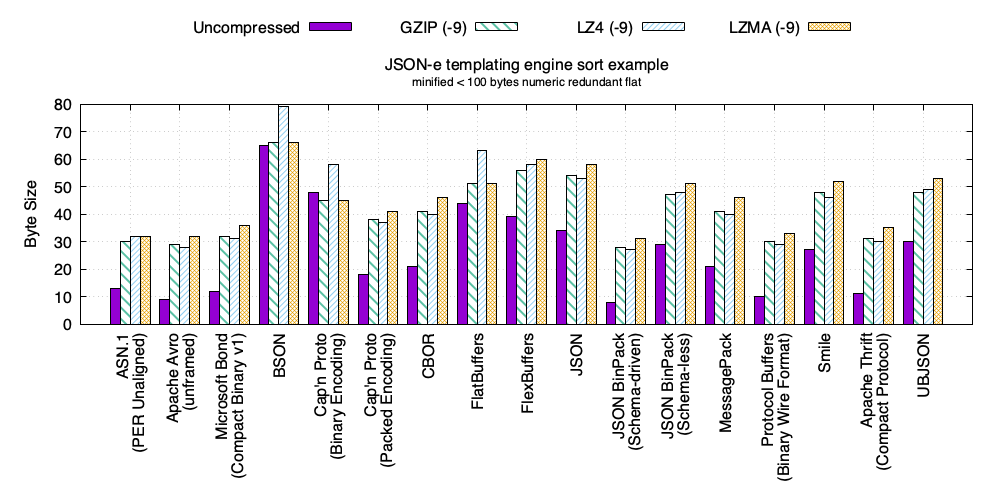 Uncompressed GZIP (-9) LZ4 (-9) LZMA (-9)
JSON-e templating engine sort example
minified < 100 bytes numeric redundant flat
Byte Size
80
70
60
50
40
30
20
10
0
ASN.1
(PER Unaligned)
Apache Avro
(unframed)
Microsoft Bond
(Compact Binary v1)
BSON
Cap'n Proto
(Binary Encoding)
Cap'n Proto
(Packed Encoding)
CBOR
FlatBuffers
FlexBuffers
JSON
JSON BinPack
(Schema-driven)
JSON BinPack
(Schema-less)
MessagePack
Protocol Buffers
(Binary Wire Format)
Smile
Apache Thrift
(Compact Protocol)
UBJSON